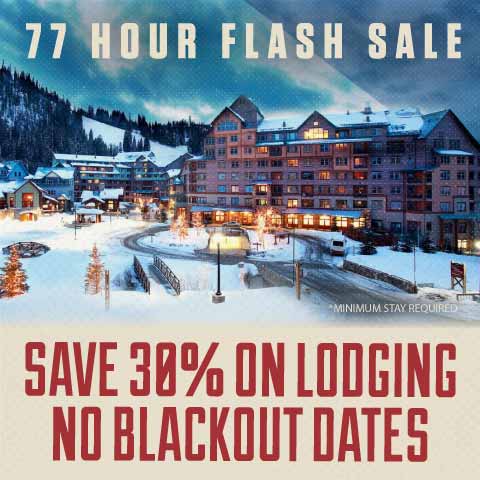 77 HOUR FLASH SALE
*MINIMUM STAY REQUIRED
SAVE 30% ON LODGING
NO BLACKOUT DATES